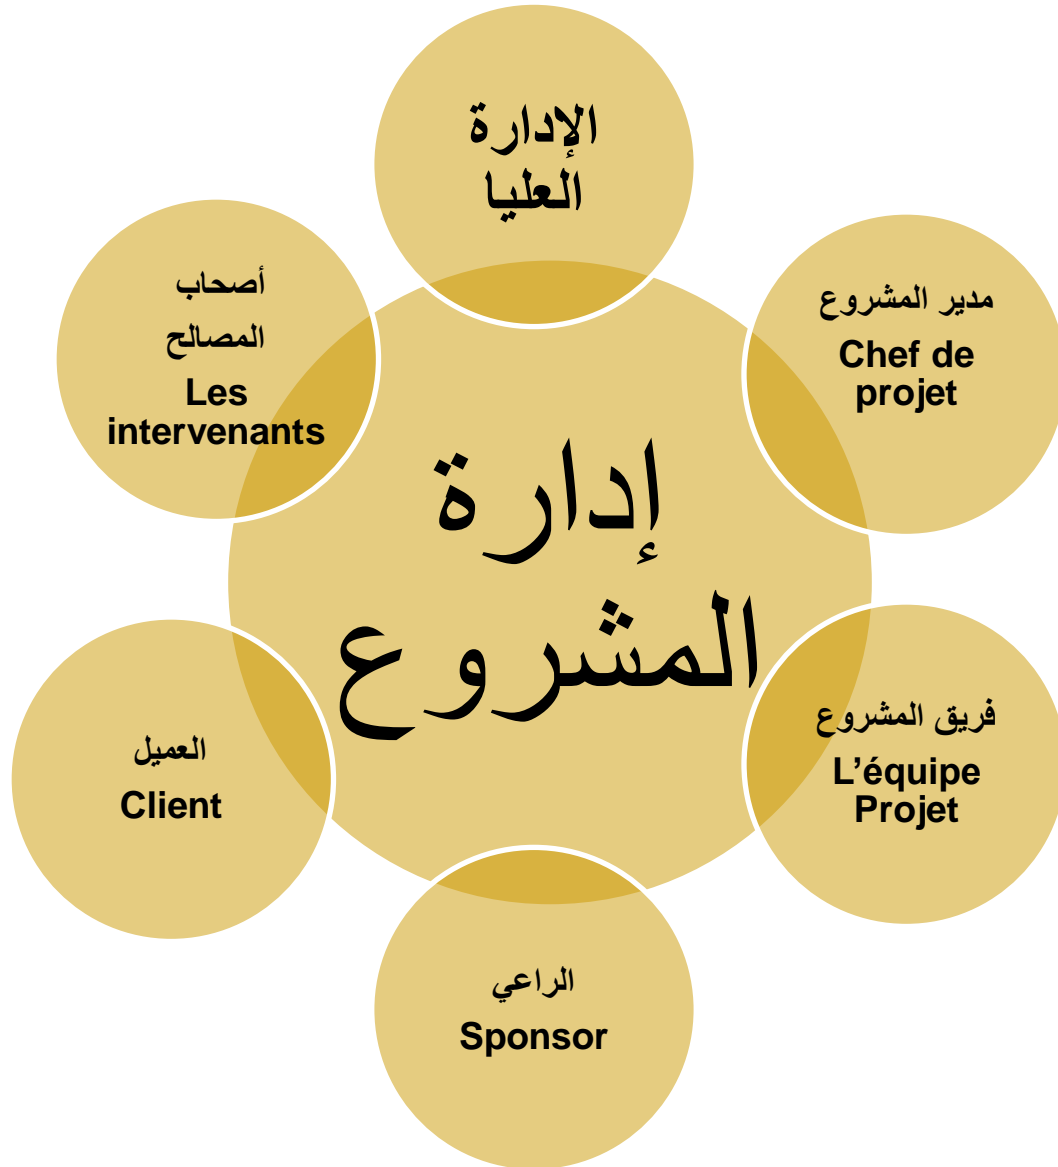 الإدارة
العليا
أصحاب
المصالح
Les
intervenants
مدير المشروع
Chef de
projet
إدارة
المشروع
العميل
Client
فريق المشروع
L’équipe
Projet
الراعي
Sponsor